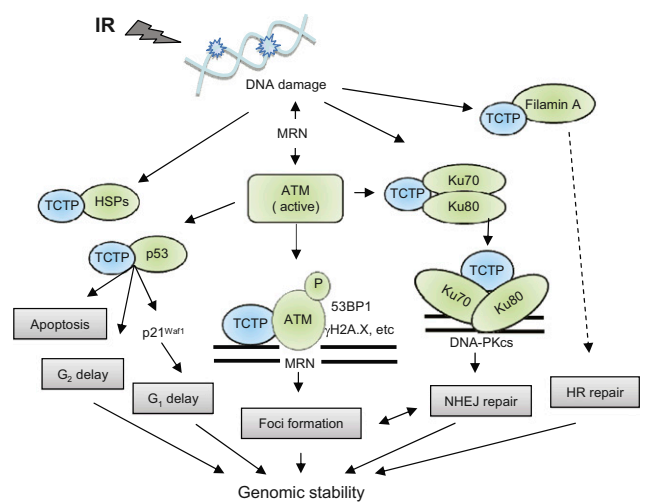 IR
DNA damage
MRN
TCTP
Filamin A
TCTP
HSPs
ATM
( active)
TCTP
Ku70
Ku80
TCTP
p53
TCTP
Ku70
Ku80
DNA-PKcs
P
TCTP
ATM
53BP1
γH2A.X, etc
MRN
Apoptosis
p21Waf1
G2 delay
G1 delay
Foci formation
NHEJ repair
HR repair
Genomic stability